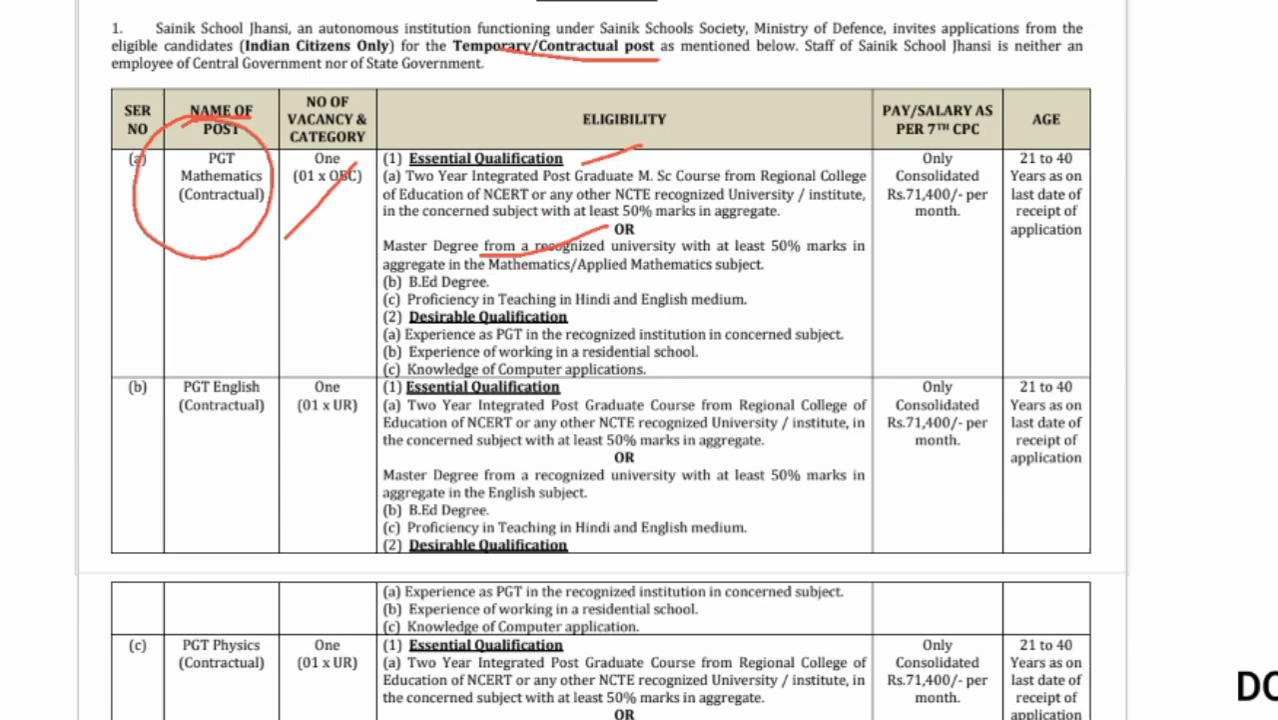 1. Sainik School Jhansi, an autonomous institution functioning under Sainik Schools Society, Ministry of Defence, invites applications from the
eligible candidates (Indian Citizens Only) for the Temporary/Contractual post as mentioned below. Staff of Sainik School Jhansi is neither an
employee of Central Government nor of State Government.
SER NO
NAME OF POST
NO OF VACANCY & CATEGORY
ELIGIBILITY
PAY/SALARY AS PER 7TH CPC
AGE
(a)
PGT
Mathematics
(Contractual)
One
(01 x OBC)
(1) Essential Qualification
(a) Two Year Integrated Post Graduate M. Sc Course from Regional College
of Education of NCERT or any other NCTE recognized University / institute,
in the concerned subject with at least 50% marks in aggregate.
OR
Master Degree from a recognized university with at least 50% marks in
aggregate in the Mathematics/Applied Mathematics subject.
(b) B.Ed Degree.
(c) Proficiency in Teaching in Hindi and English medium.
(2) Desirable Qualification
(a) Experience as PGT in the recognized institution in concerned subject.
(b) Experience of working in a residential school.
(c) Knowledge of Computer applications.
Only
Consolidated
Rs.71,400/- per
month.
21 to 40
Years as on
last date of
receipt of
application
(b)
PGT English
(Contractual)
One
(01 x UR)
(1) Essential Qualification
(a) Two Year Integrated Post Graduate Course from Regional College of
Education of NCERT or any other NCTE recognized University / institute, in
the concerned subject with at least 50% marks in aggregate.
OR
Master Degree from a recognized university with at least 50% marks in
aggregate in the English subject.
(b) B.Ed Degree.
(c) Proficiency in Teaching in Hindi and English medium.
(2) Desirable Qualification
Only
Consolidated
Rs.71,400/- per
month.
21 to 40
Years as on
last date of
receipt of
application
(a) Experience as PGT in the recognized institution in concerned subject.
(b) Experience of working in a residential school.
(c) Knowledge of Computer application.
(c)
PGT Physics
(Contractual)
One
(01 x UR)
(1) Essential Qualification
(a) Two Year Integrated Post Graduate Course from Regional College of
Education of NCERT or any other NCTE recognized University / institute, in
the concerned subject with at least 50% marks in aggregate.
OR
Only
Consolidated
Rs.71,400/- per
month.
21 to 40
Years as on
last date of
receipt of
application
DO